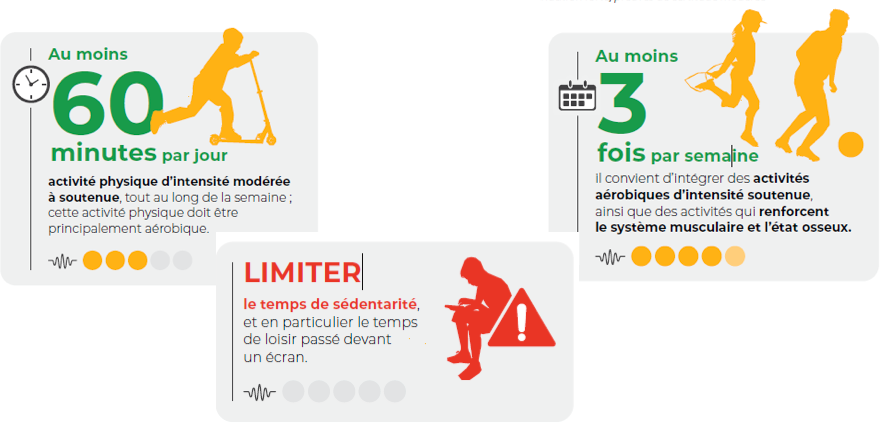 Au moins
60
minutes par jour
activité physique d’intensité modérée
à soutenue, tout au long de la semaine ;
cette activité physique doit être
principalement aérobique.
Au moins
3
fois par semaine
il convient d’intégrer des activités
aérobiques d’intensité soutenue,
ainsi que des activités qui renforcent
le système musculaire et l’état osseux.
LIMITER
le temps de sédentarité,
et en particulier le temps
de loisir passé devant
un écran.